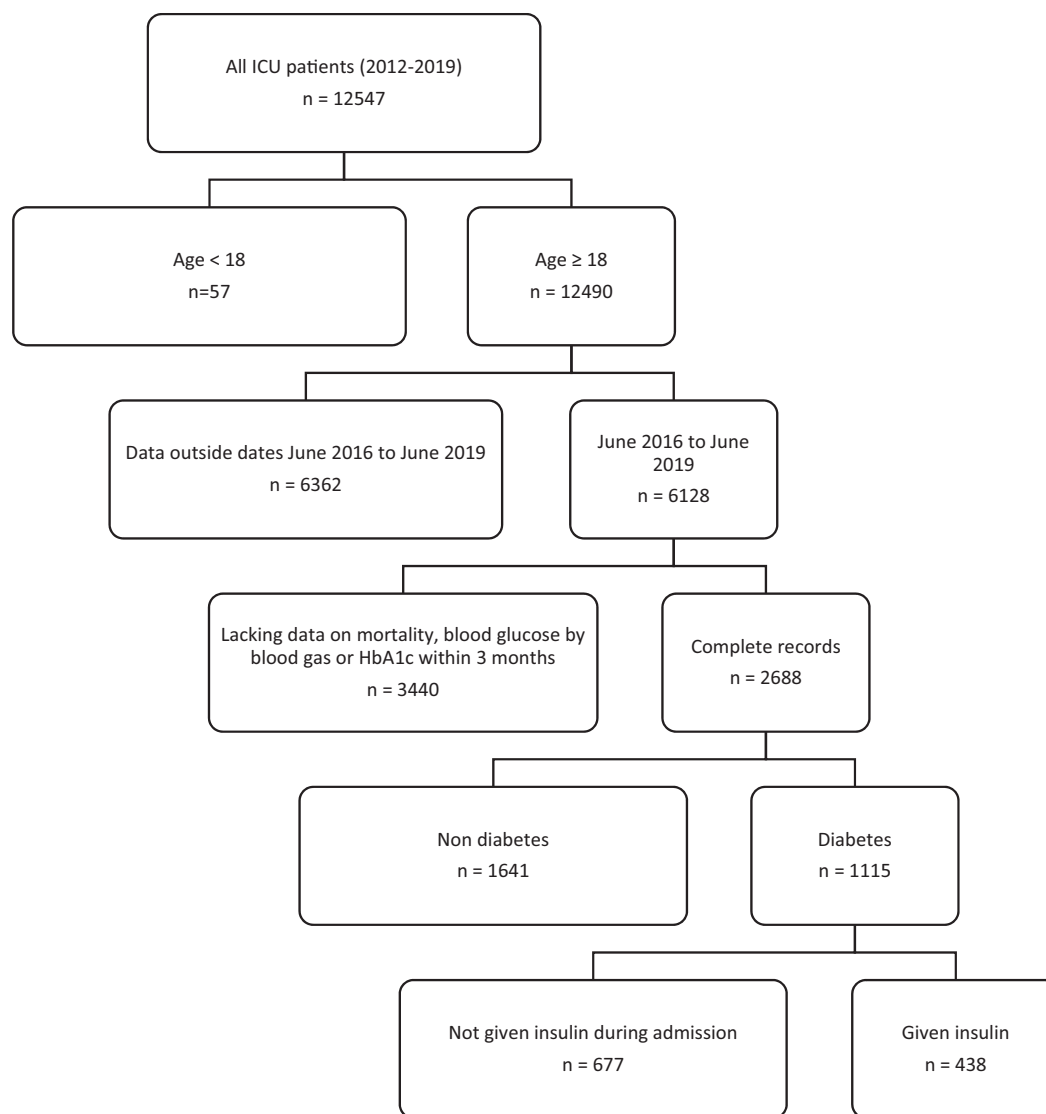 All ICU patients (2012-2019)
n = 12547
Age < 18
n=57
Age ≥ 18
n = 12490
Data outside dates June 2016 to June 2019
n = 6362
June 2016 to June
2019
n = 6128
Lacking data on mortality, blood glucose by
blood gas or HbA1c within 3 months
n = 3440
Complete records
n = 2688
Non diabetes
n = 1641
Diabetes
n = 1115
Not given insulin during admission
n = 677
Given insulin
n = 438